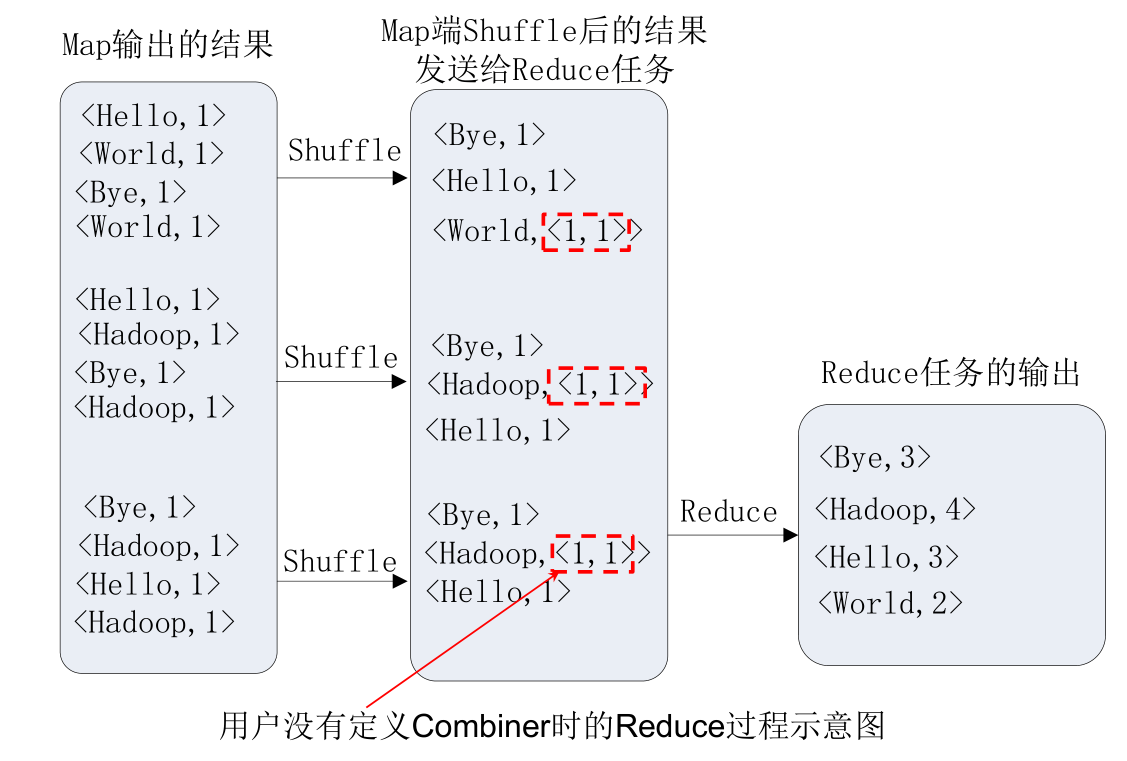 Map输出的结果
<Hello,1>
<World,1>
<Bye,1>
<World,1>
<Hello,1>
<Hadoop,1>
<Bye,1>
<Hadoop,1>
<Bye,1>
<Hadoop,1>
<Hello,1>
<Hadoop,1>
Shuffle
Shuffle
Shuffle
Map端Shuffle后的结果
发送给Reduce任务
<Bye,1>
<Hello,1>
<World,<1,1>>
<Bye,1>
<Hadoop,<1,1>>
<Hello,1>
<Bye,1>
<Hadoop,<1,1>>
<Hello,1>
Reduce
Reduce任务的输出
<Bye,3>
<Hadoop,4>
<Hello,3>
<World,2>
用户没有定义Combiner时的Reduce过程示意图